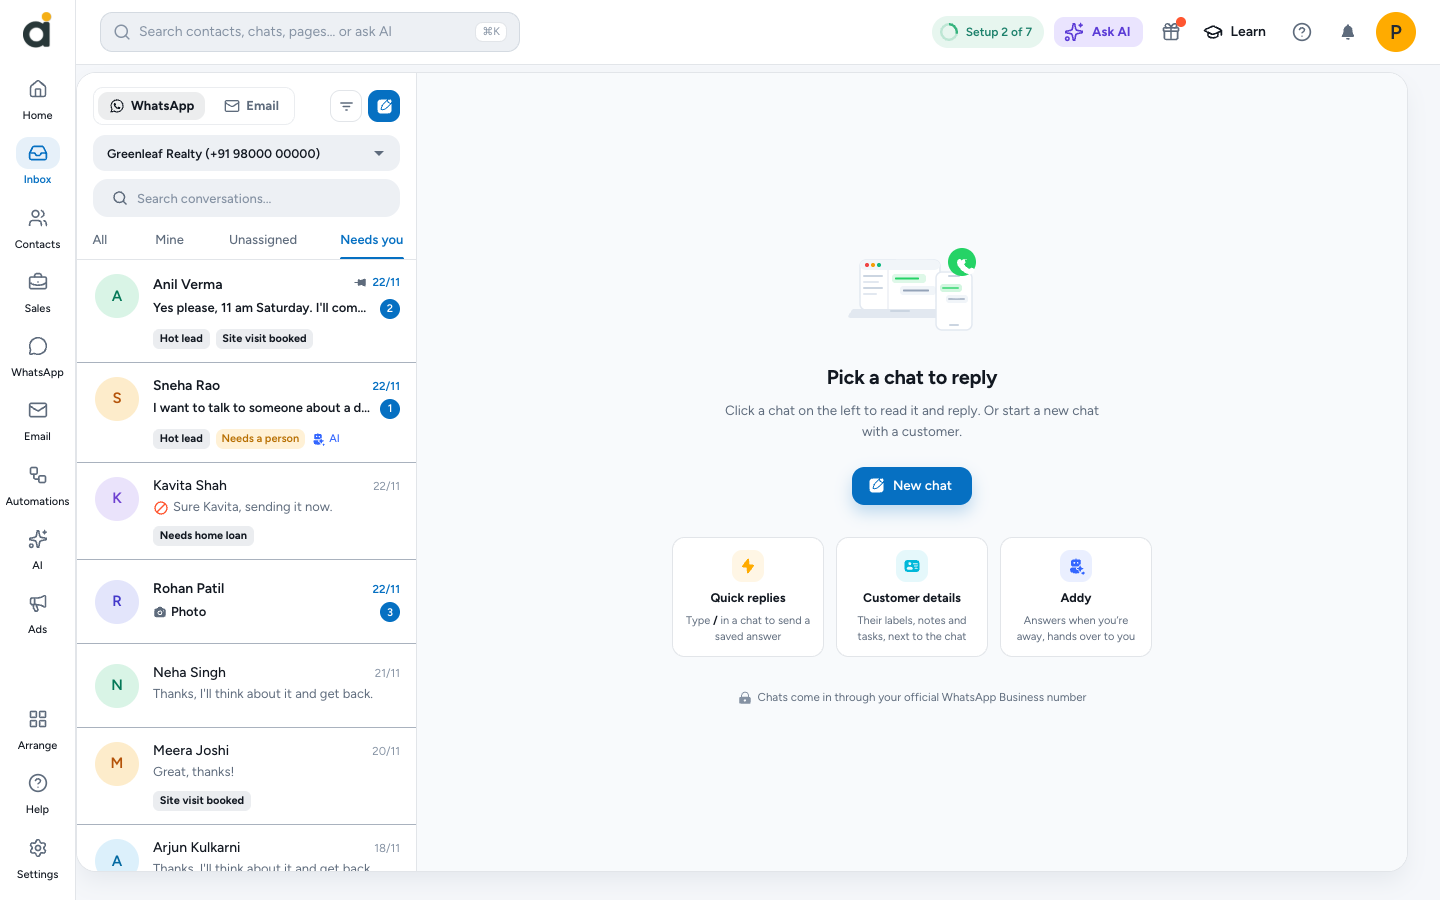 Search contacts, chats, pages... or ask AI
⌘K
Setup 2 of 7
Ask AI
Learn
P
Home
Inbox
Contacts
Sales
WhatsApp
Email
Automations
AI
Ads
Arrange
Help
Settings
WhatsApp
Email
Greenleaf Realty (+91 98000 00000)
Search conversations...
All
Mine
Unassigned
Needs you
A
Anil Verma
22/11
Yes please, 11 am Saturday. I'll com...
2
Hot lead
Site visit booked
S
Sneha Rao
22/11
I want to talk to someone about a d...
1
Hot lead
Needs a person
AI
K
Kavita Shah
22/11
Sure Kavita, sending it now.
Needs home loan
R
Rohan Patil
22/11
Photo
3
N
Neha Singh
21/11
Thanks, I'll think about it and get back.
M
Meera Joshi
20/11
Great, thanks!
Site visit booked
A
Arjun Kulkarni
18/11
Thanks, I'll think about it and get back.
Pick a chat to reply
Click a chat on the left to read it and reply. Or start a new chat
with a customer.
New chat
Quick replies
Type / in a chat to send a
saved answer
Customer details
Their labels, notes and
tasks, next to the chat
Addy
Answers when you're
away, hands over to you
Chats come in through your official WhatsApp Business number